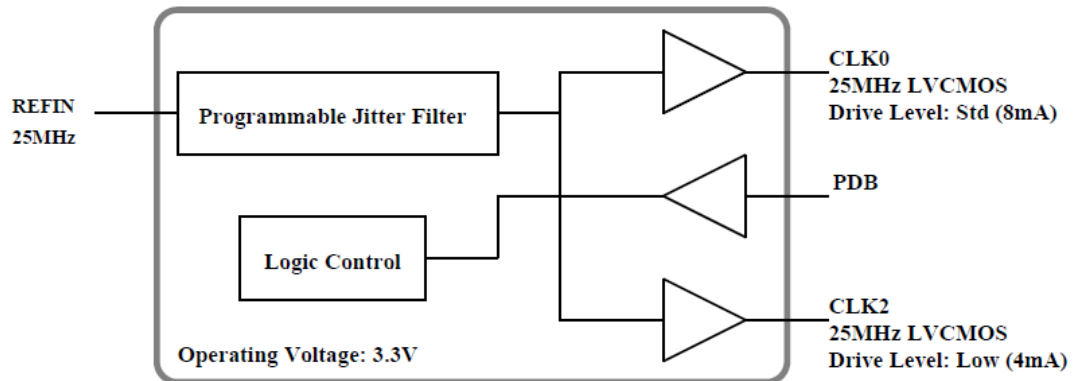 REFIN
25MHz
Programmable Jitter Filter
CLK0
25MHz LVCMOS
Drive Level: Std (8mA)
PDB
Logic Control
CLK2
25MHz LVCMOS
Drive Level: Low (4mA)
Operating Voltage: 3.3V